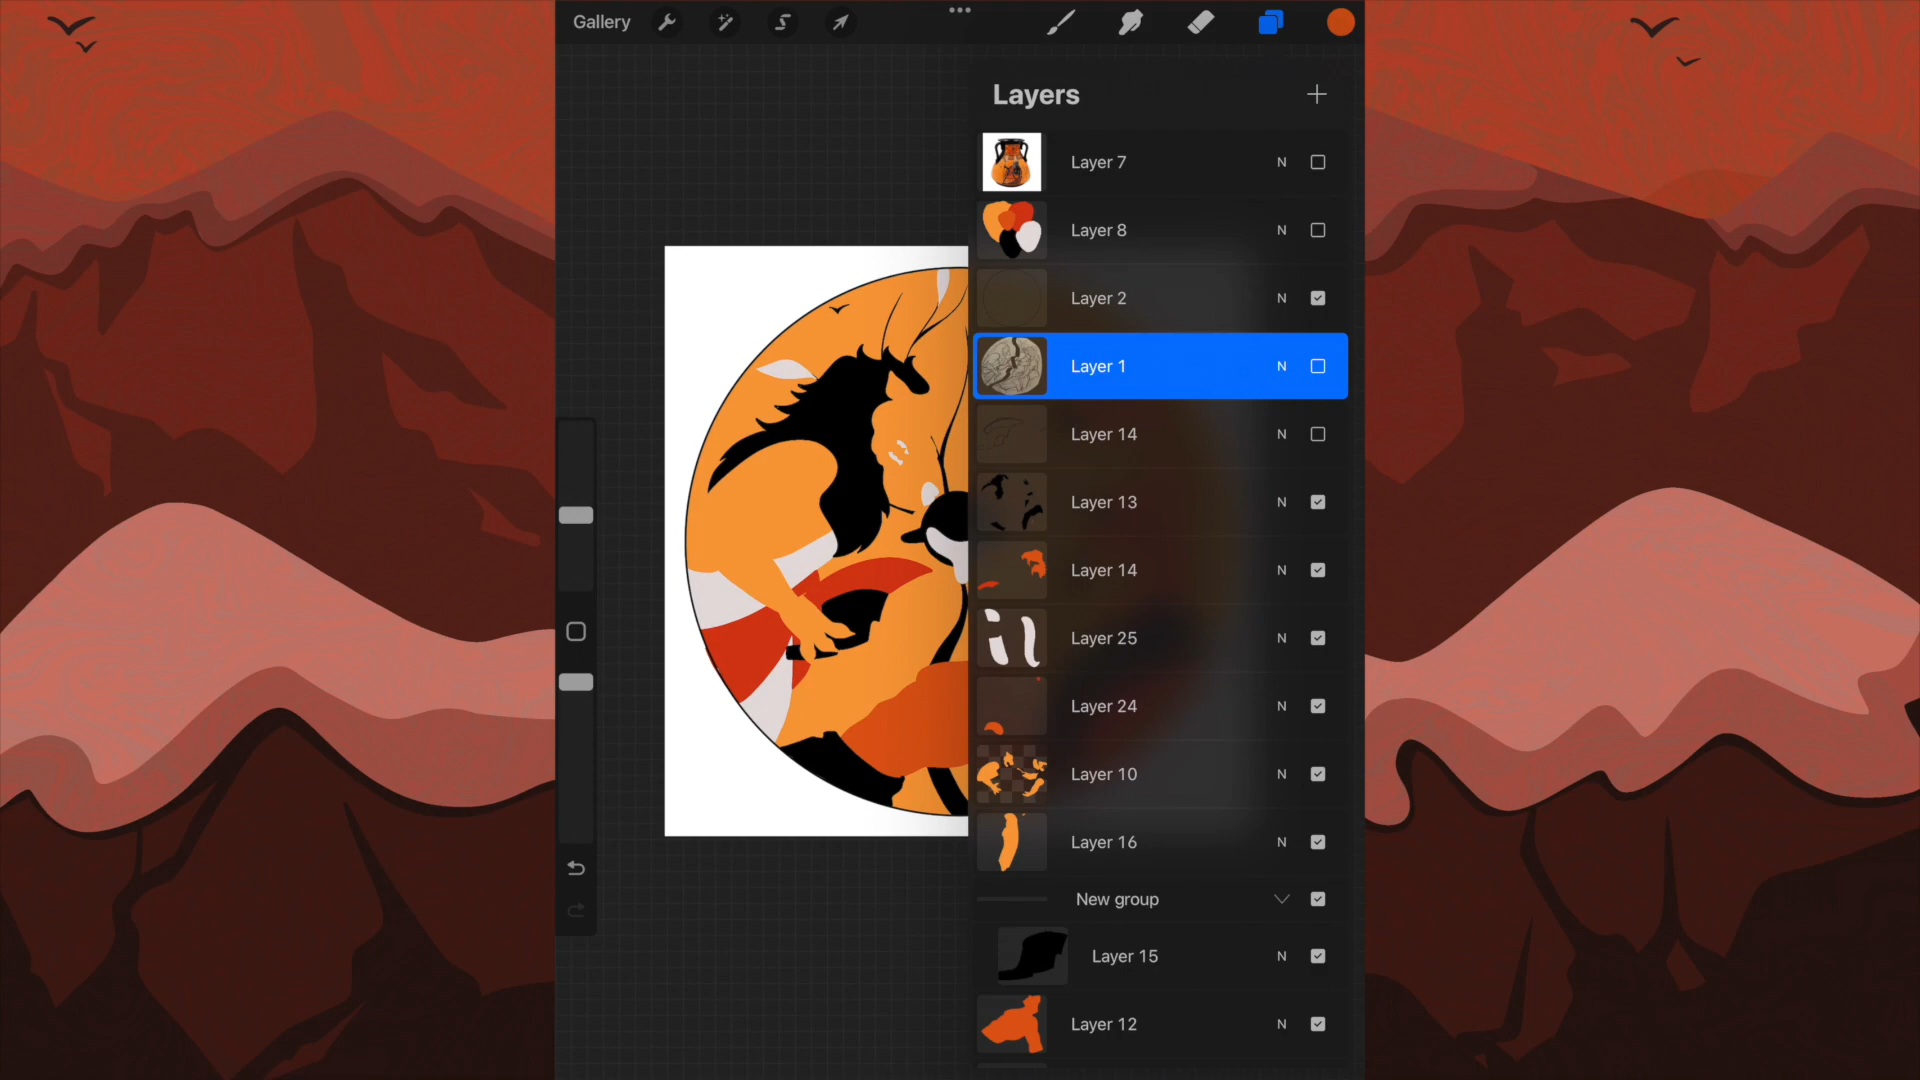 Gallery
Layers
Layer 7 N
Layer 8 N
Layer 2 N
Layer 1 N
Layer 14 N
Layer 13 N
Layer 14 N
Layer 25 N
Layer 24 N
Layer 10 N
Layer 16 N
New group
Layer 15 N
Layer 12 N